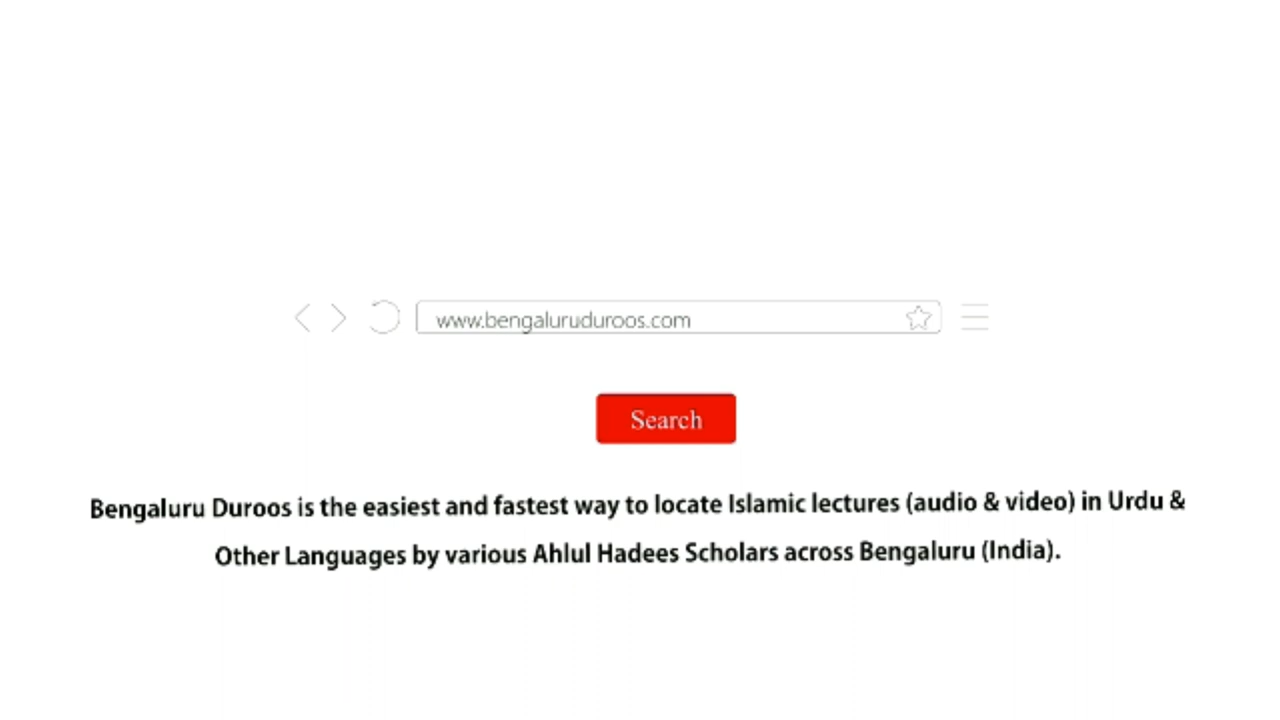 www.bengaluruduroos.com
Search
Bengaluru Duroos is the easiest and fastest way to locate Islamic lectures (audio & video) in Urdu &
Other Languages by various Ahlul Hadees Scholars across Bengaluru (India).